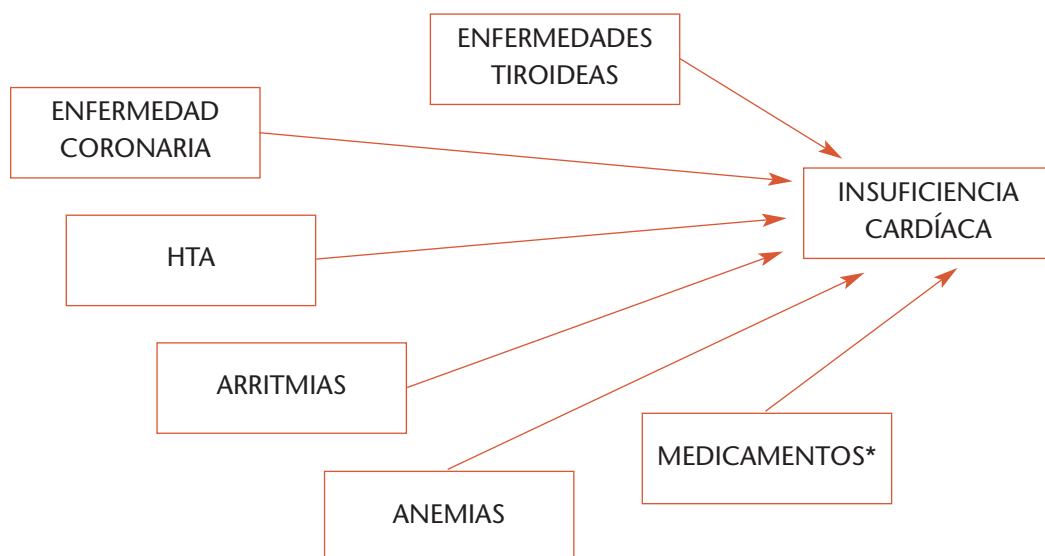 ENFERMEDADES
TIROIDEAS
ENFERMEDAD
CORONARIA
INSUFICIENCIA
CARDÍACA
HTA
ARRITMIAS
MEDICAMENTOS*
ANEMIAS